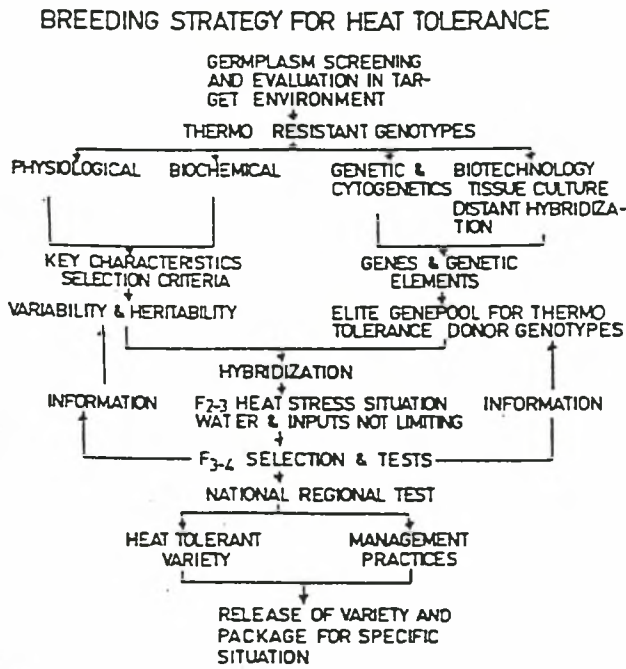 BREEDING STRATEGY FOR HEAT TOLERANCE
GERMPLASM SCREENING
AND EVALUATION IN TAR-
GET ENVIRONMENT
THERMO RESISTANT GENOTYPES
PHYSIOLOGICAL
BIOCHEMICAL
GENETIC &
CYTOGENETICS
BIOTECHNOLOGY
TISSUE CULTURE
DISTANT HYBRIDIZA-
TION
KEY CHARACTERISTICS
SELECTION CRITERIA
GENES & GENETIC
ELEMENTS
VARIABILITY & HERITABILITY
ELITE GENEPOOL FOR THERMO
TOLERANCE DONOR GENOTYPES
HYBRIDIZATION
INFORMATION
F2-3 HEAT STRESS SITUATION
WATER & INPUTS NOT LIMITING
INFORMATION
F3-4 SELECTION & TESTS
NATIONAL REGIONAL TEST
HEAT TOLERANT
VARIETY
MANAGEMENT
PRACTICES
RELEASE OF VARIETY AND
PACKAGE FOR SPECIFIC
SITUATION